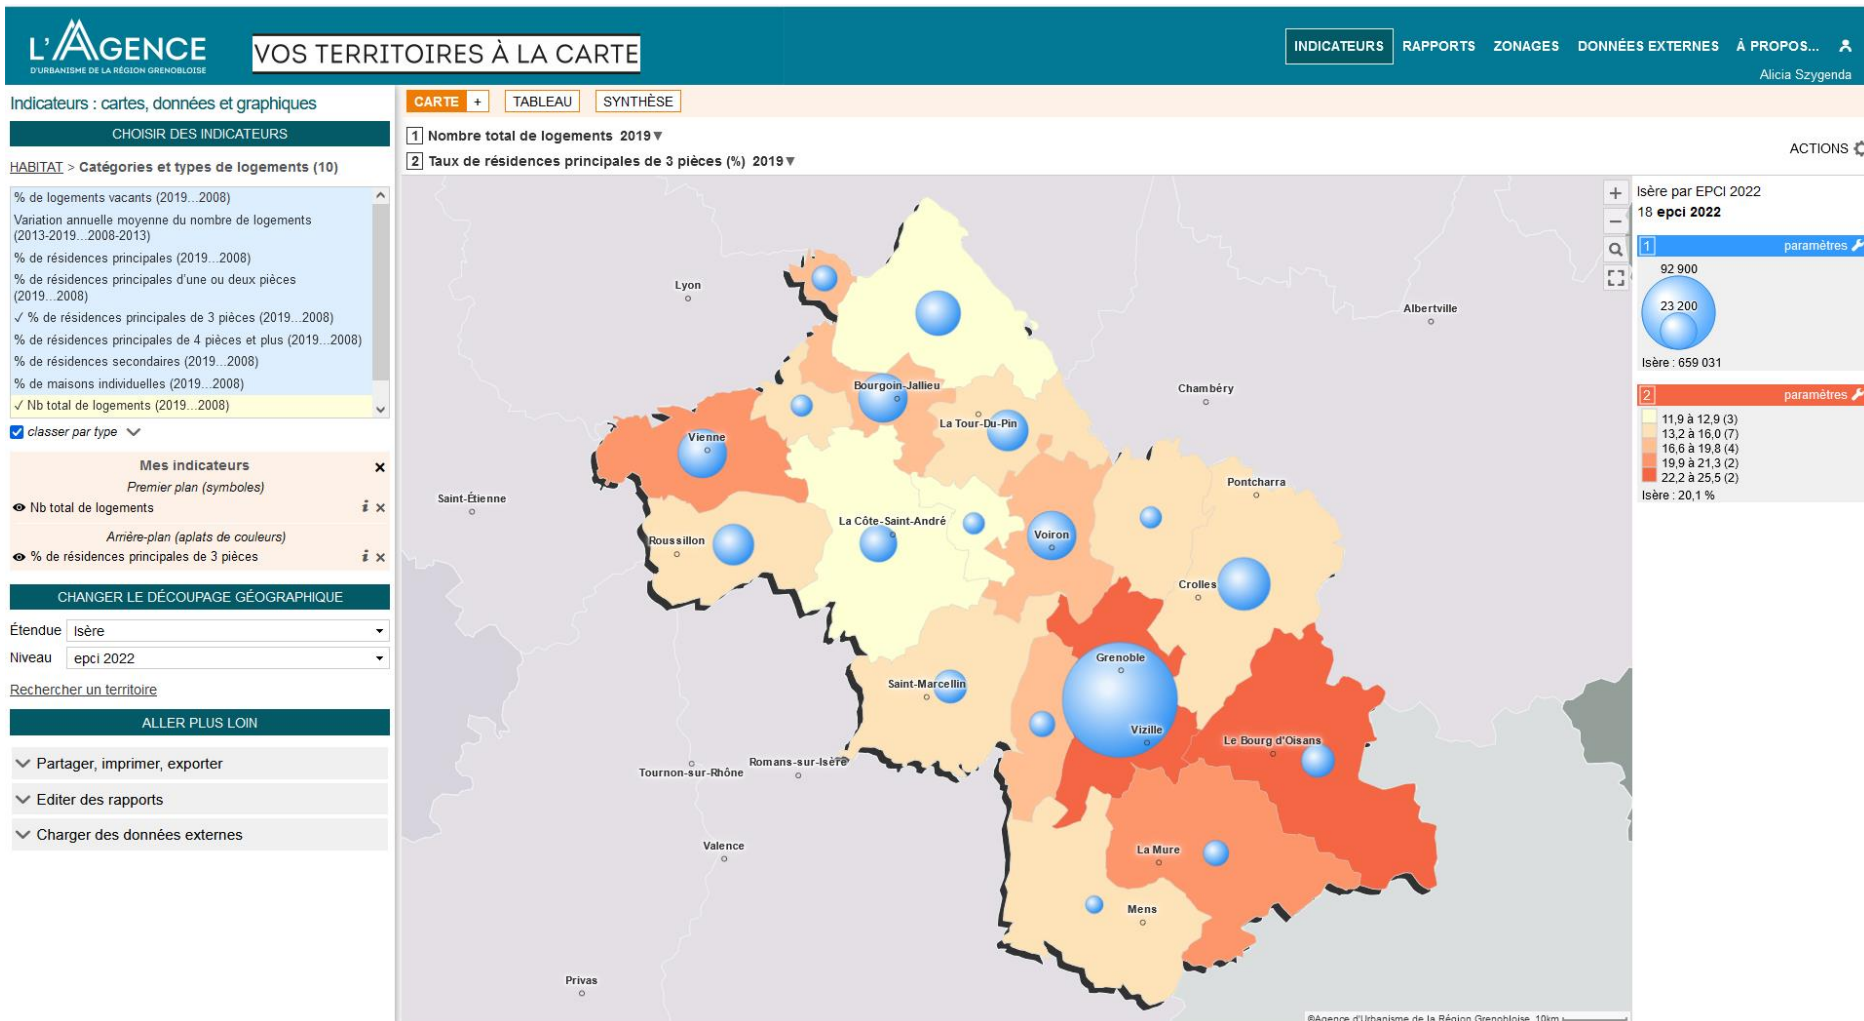 L'AGENCE
D'URBANISME DE LA RÉGION GRENOBLOISE
VOS TERRITOIRES À LA CARTE
INDICATEURS RAPPORTS ZONAGES DONNÉES EXTERNES À PROPOS...
Alicia Szygenda
Indicateurs : cartes, données et graphiques
CHOISIR DES INDICATEURS
HABITAT > Catégories et types de logements (10)
% de logements vacants (2019...2008)
Variation annuelle moyenne du nombre de logements
(2013-2019...2008-2013)
% de résidences principales (2019...2008)
% de résidences principales d'une ou deux pièces
(2019...2008)
✓ % de résidences principales de 3 pièces (2019...2008)
% de résidences principales de 4 pièces et plus (2019...2008)
% de résidences secondaires (2019...2008)
% de maisons individuelles (2019...2008)
✓ Nb total de logements (2019...2008)
classer par type
Mes indicateurs
Premier plan (symboles)
Nb total de logements i ×
Arrière-plan (aplats de couleurs)
% de résidences principales de 3 pièces i ×
CHANGER LE DÉCOUPAGE GÉOGRAPHIQUE
Étendue Isère
Niveau epci 2022
Rechercher un territoire
ALLER PLUS LOIN
Partager, imprimer, exporter
Editer des rapports
Charger des données externes
CARTE + TABLEAU SYNTHÈSE
1 Nombre total de logements 2019
2 Taux de résidences principales de 3 pièces (%) 2019
ACTIONS
Lyon
Albertville
Bourgoin-Jallieu
Chambéry
La Tour-Du-Pin
Vienne
Saint-Étienne
Pontcharra
La Côte-Saint-André
Roussillon
Voiron
Crolles
Grenoble
Saint-Marcellin
Vizille
Le Bourg d'Oisans
Romans-sur-Isère
Tournon-sur-Rhône
Valence
La Mure
Mens
Privas
©Agence d'Urbanisme de la Région Grenobloise 10km
Isère par EPCI 2022
18 epci 2022
1 paramètres
92 900
23 200
Isère : 659 031
2 paramètres
11,9 à 12,9 (3)
13,2 à 16,0 (7)
16,6 à 19,8 (4)
19,9 à 21,3 (2)
22,2 à 25,5 (2)
Isère : 20,1 %